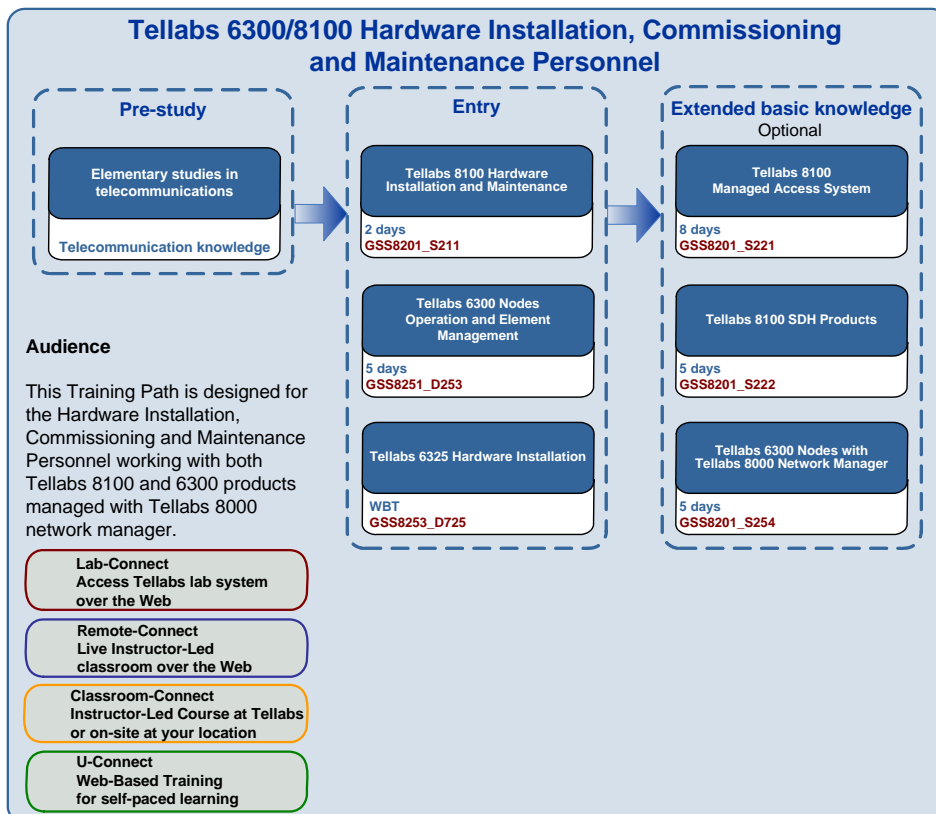 Tellabs 6300/8100 Hardware Installation, Commissioning
and Maintenance Personnel
Pre-study
Elementary studies in
telecommunications
Telecommunication knowledge
Entry
Tellabs 8100 Hardware
Installation and Maintenance
2 days
GSS8201_S211
Tellabs 6300 Nodes
Operation and Element
Management
5 days
GSS8251_D253
Tellabs 6325 Hardware Installation
WBT
GSS8253_D725
Extended basic knowledge
Optional
Tellabs 8100
Managed Access System
8 days
GSS8201_S221
Tellabs 8100 SDH Products
5 days
GSS8201_S222
Tellabs 6300 Nodes with
Tellabs 8000 Network Manager
5 days
GSS8201_S254
Audience
This Training Path is designed for
the Hardware Installation,
Commissioning and Maintenance
Personnel working with both
Tellabs 8100 and 6300 products
managed with Tellabs 8000
network manager.
Lab-Connect
Access Tellabs lab system
over the Web
Remote-Connect
Live Instructor-Led
classroom over the Web
Classroom-Connect
Instructor-Led Course at Tellabs
or on-site at your location
U-Connect
Web-Based Training
for self-paced learning